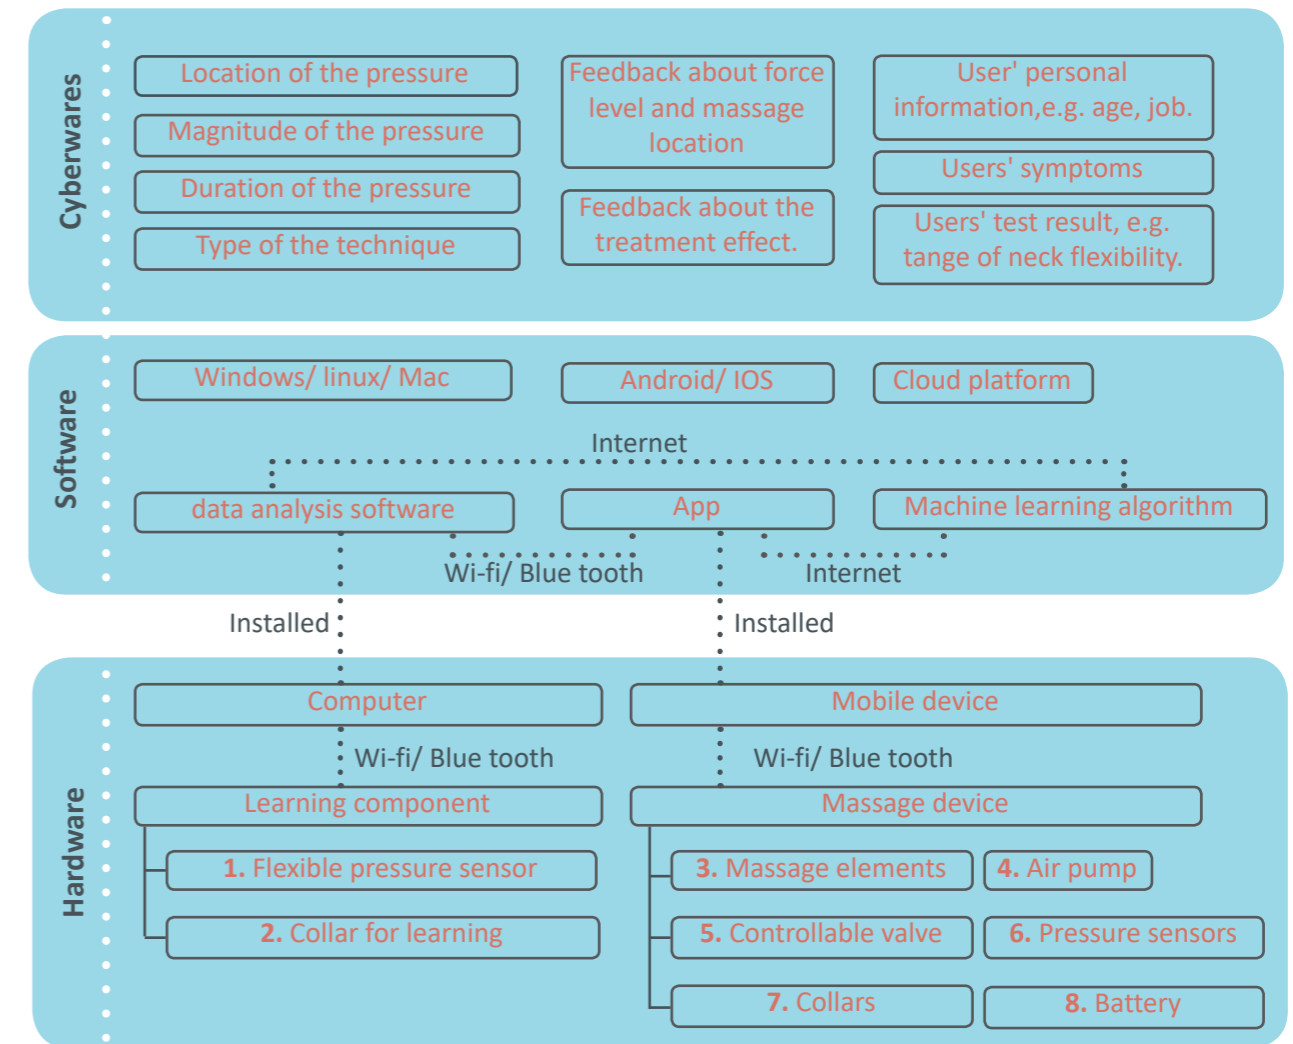 Cyberwares
Location of the pressure
Magnitude of the pressure
Duration of the pressure
Type of the technique
Feedback about force
level and massage
location
Feedback about the
treatment effect.
User' personal
information,e.g. age, job.
Users' symptoms
Users' test result, e.g.
tange of neck flexibility.
Software
Windows/ linux/ Mac
Android/ IOS
Cloud platform
Internet
data analysis software
App
Machine learning algorithm
Wi-fi/ Blue tooth
Internet
Installed
Installed
Hardware
Computer
Mobile device
Wi-fi/ Blue tooth
Wi-fi/ Blue tooth
Learning component
Massage device
1. Flexible pressure sensor
2. Collar for learning
3. Massage elements
4. Air pump
5. Controllable valve
6. Pressure sensors
7. Collars
8. Battery